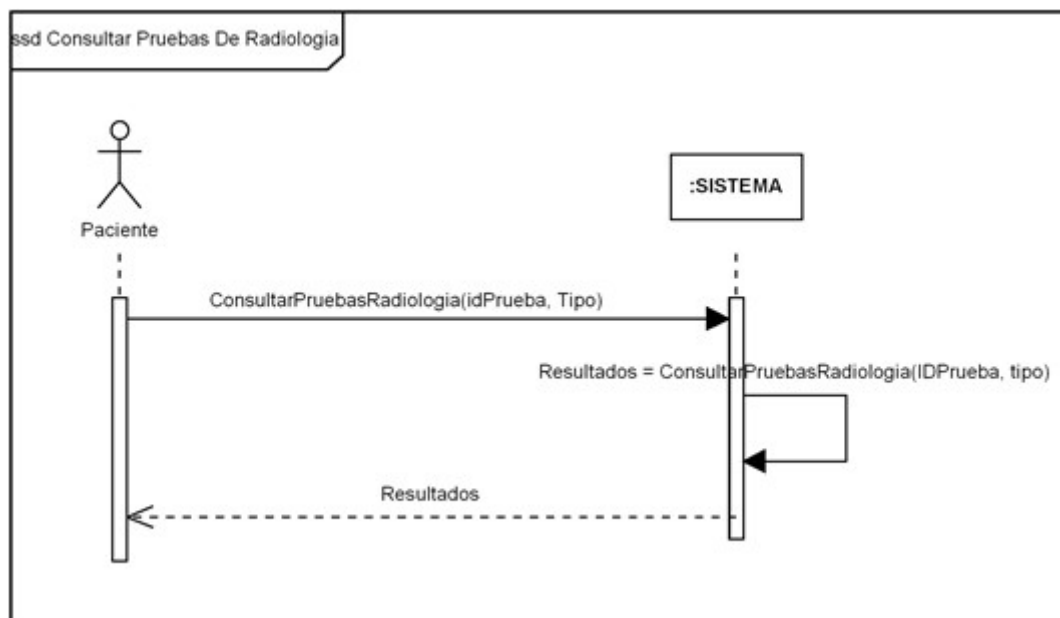 ssd Consultar Pruebas De Radiologia
Paciente
:SISTEMA
ConsultarPruebasRadiologia(idPrueba, Tipo)
Resultados = ConsultarPruebasRadiologia(IDPrueba, tipo)
Resultados